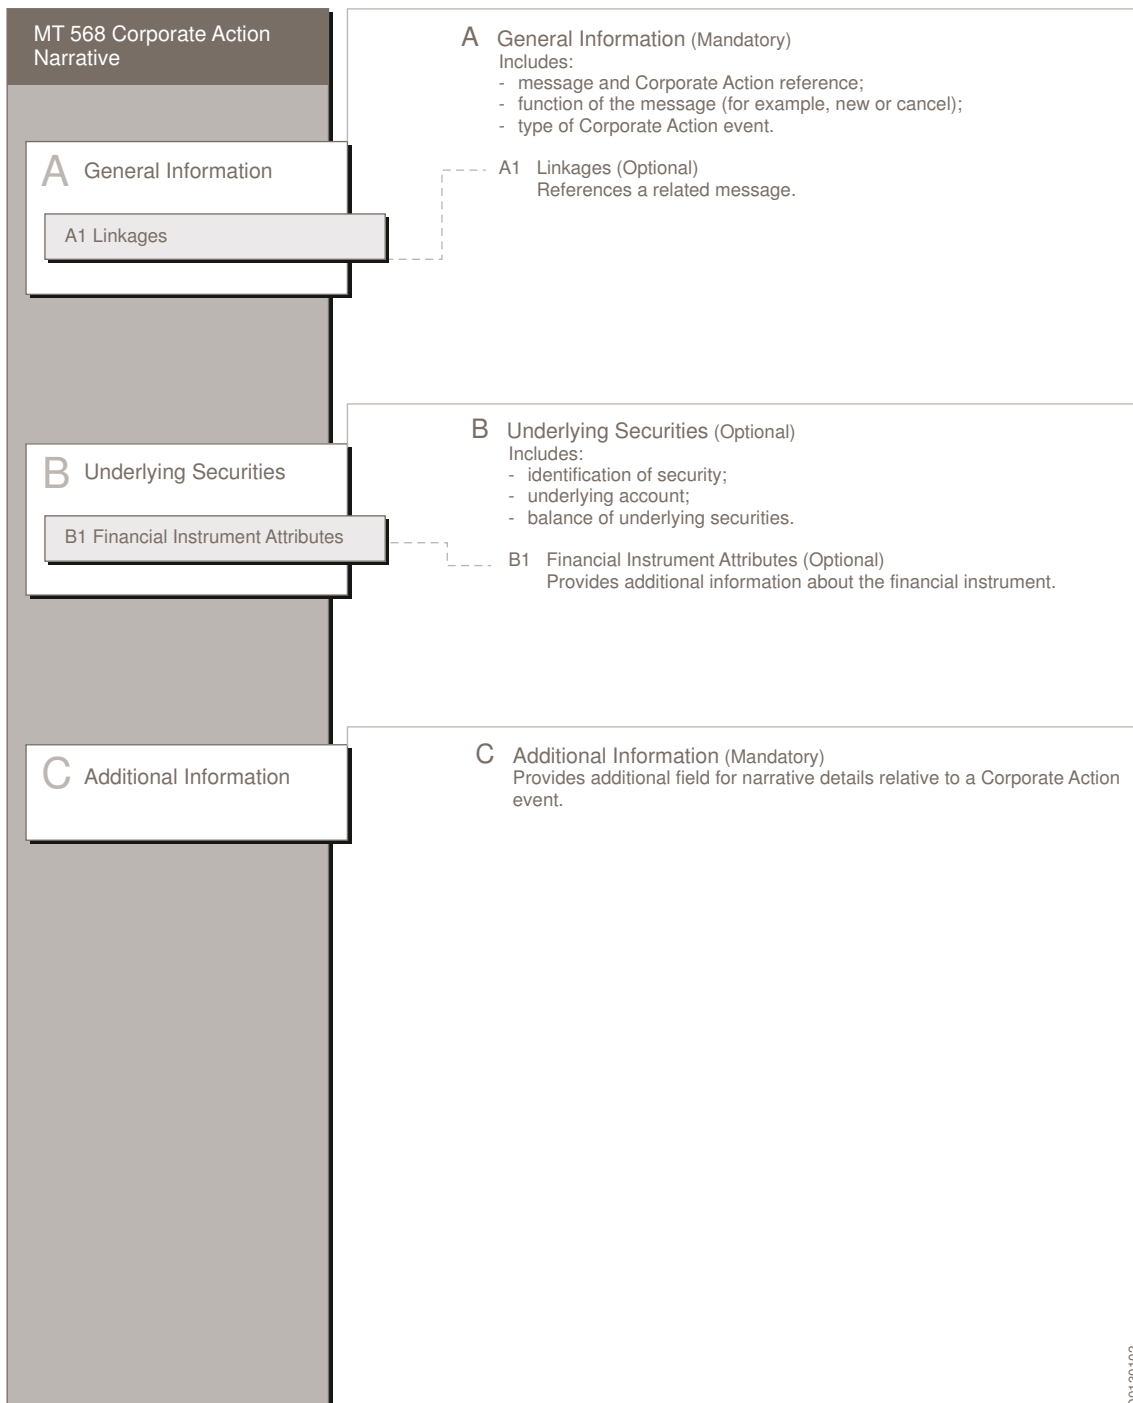 MT 568 Corporate Action
Narrative
A General Information (Mandatory)
Includes:
- message and Corporate Action reference;
- function of the message (for example, new or cancel);
- type of Corporate Action event.
A General Information
A1 Linkages (Optional)
References a related message.
A1 Linkages
B Underlying Securities (Optional)
Includes:
- identification of security;
- underlying account;
- balance of underlying securities.
B Underlying Securities
B1 Financial Instrument Attributes
B1 Financial Instrument Attributes (Optional)
Provides additional information about the financial instrument.
C Additional Information
C Additional Information (Mandatory)
Provides additional field for narrative details relative to a Corporate Action
event.